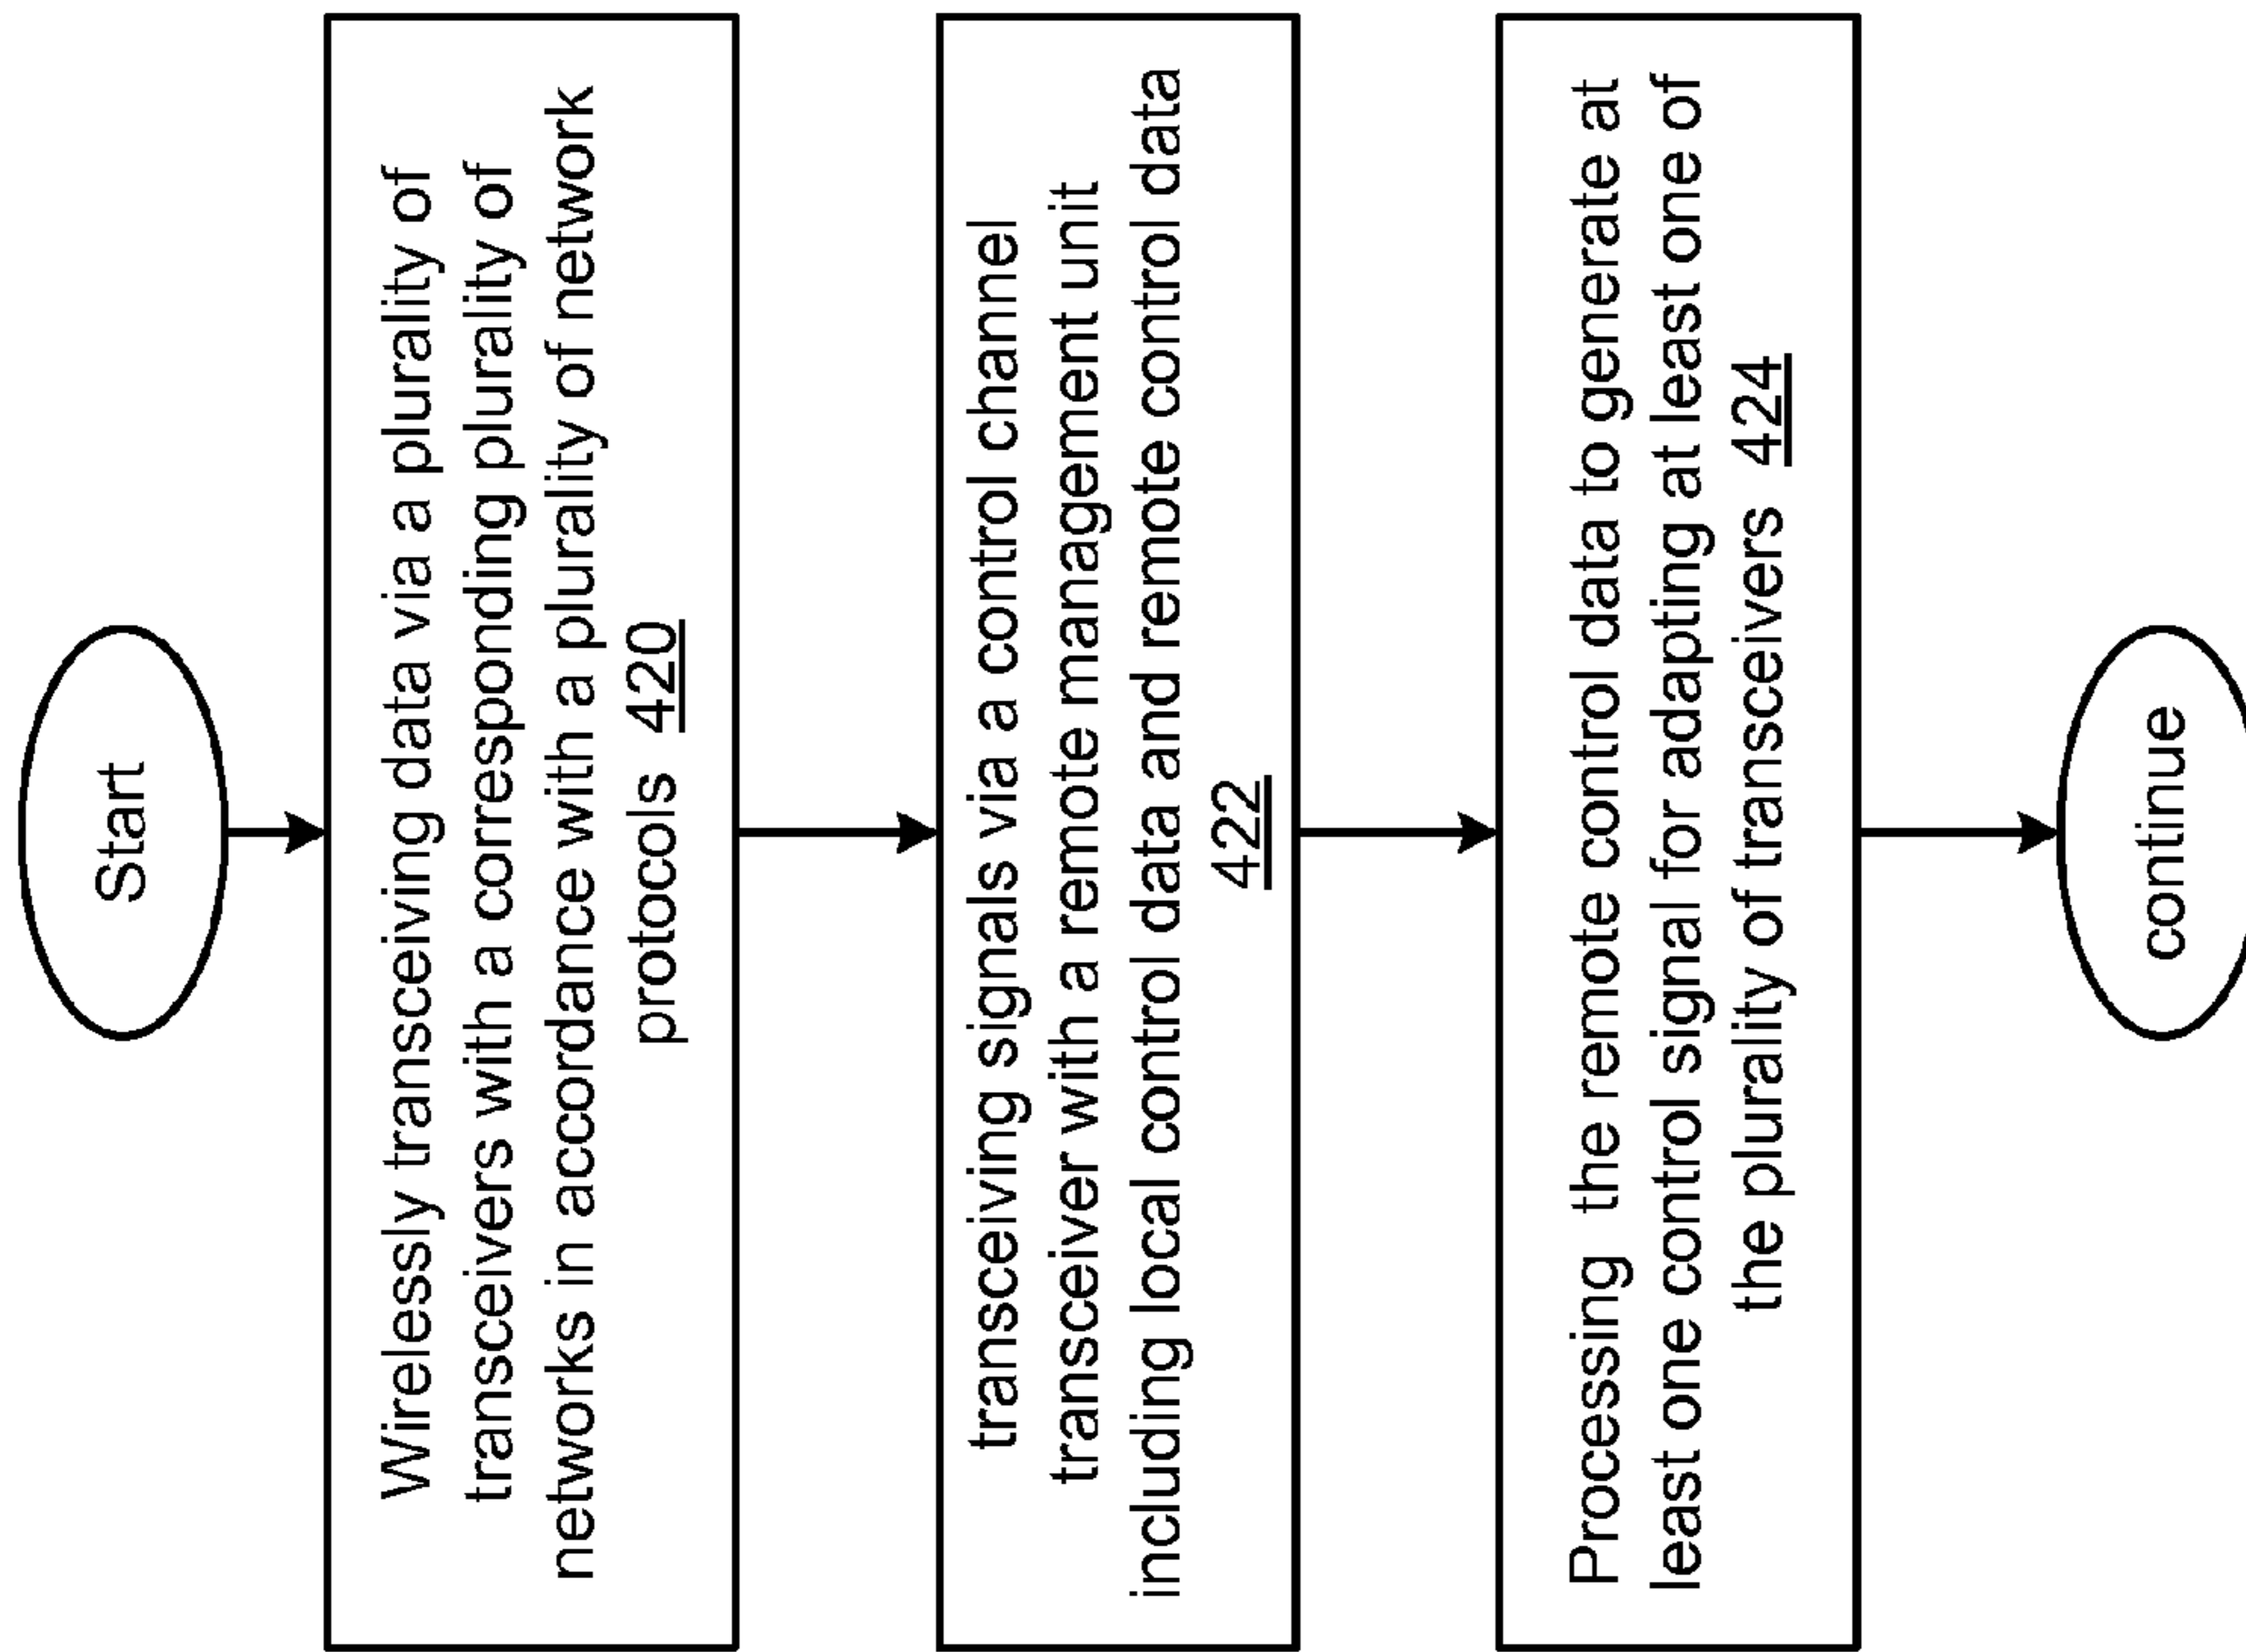 Start
Wirelessly transceiving data via a plurality of
transceivers with a corresponding plurality of
networks in accordance with a plurality of network
protocols 420
transceiving signals via a control channel
transceiver with a remote management unit
including local control data and remote control data
422
Processing the remote control data to generate at
least one control signal for adapting at least one of
the plurality of transceivers 424
continue